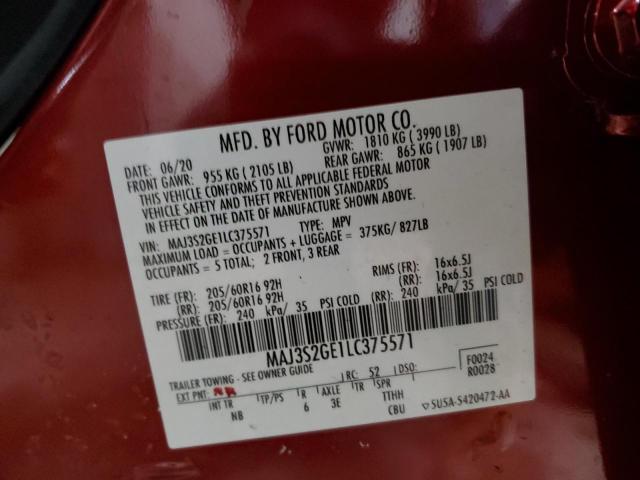 MFD. BY FORD MOTOR CO.
DATE: 06/20 GVWR: 1810 KG ( 3990 LB)
FRONT GAWR: 955 KG ( 2105 LB) REAR GAWR: 865 KG ( 1907 LB)
THIS VEHICLE CONFORMS TO ALL APPLICABLE FEDERAL MOTOR
VEHICLE SAFETY AND THEFT PREVENTION STANDARDS
IN EFFECT ON THE DATE OF MANUFACTURE SHOWN ABOVE.
VIN: MAJ3S2GE1LC375571 TYPE: MPV
MAXIMUM LOAD = OCCUPANTS + LUGGAGE = 375KG/ 827LB
OCCUPANTS = 5 TOTAL; 2 FRONT, 3 REAR
TIRE (FR): 205/60R16 92H RIMS (FR): 16x6.5J
(RR): 205/60R16 92H (RR): 16x6.5J
PRESSURE (FR): 240 kPa/ 35 PSI COLD (RR): 240 kPa/ 35 PSI COLD
MAJ3S2GE1LC375571
TRAILER TOWING - SEE OWNER GUIDE RC: 52 DSO: F0024
EXT PNT: R0028
INT TR TP/PS R AXLE TR SPR
NB 6 3E TTHH
CBU SU5A-5420472-AA